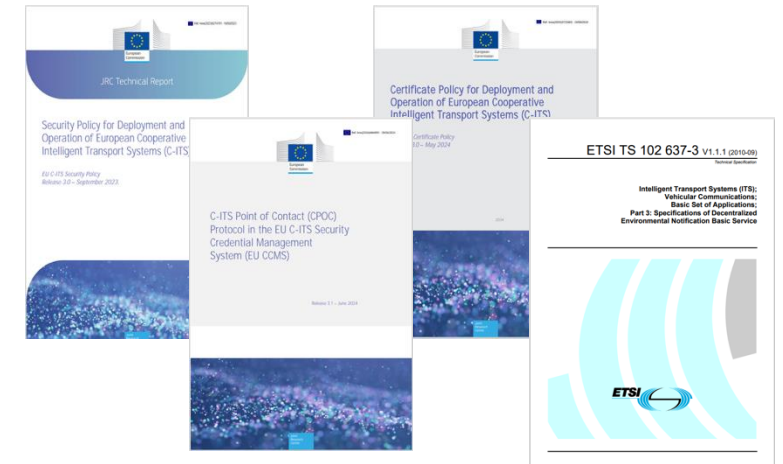 European
Commission
JRC Technical Report
Security Policy for Deployment and
Operation of European Cooperative
Intelligent Transport Systems (C-ITS)
EU C-ITS Security Policy
Release 3.0 – September 2023
European
Commission
Certificate Policy for Deployment and
Operation of European Cooperative
Intelligent Transport Systems (C-ITS)
Certificate Policy
3.0 – May 2024
European
Commission
C-ITS Point of Contact (CPOC)
Protocol in the EU C-ITS Security
Credential Management
System (EU CCMS)
Release 3.1 – June 2024
ETSI TS 102 637-3 V1.1.1 (2010-09)
Technical Specification
Intelligent Transport Systems (ITS);
Vehicular Communications;
Basic Set of Applications;
Part 3: Specifications of Decentralized
Environmental Notification Basic Service
ETSI